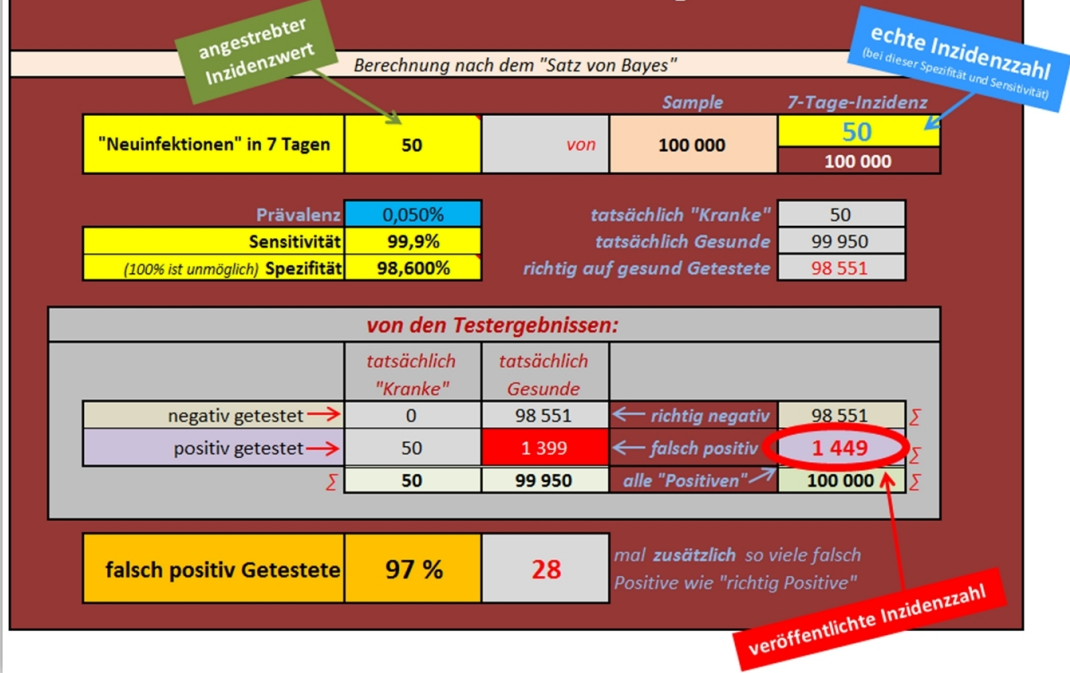 angestrebter
Inzidenzwert
echte Inzidenzzahl
(bei dieser Spezifität und Sensitivität)
Berechnung nach dem "Satz von Bayes"
Sample 7-Tage-Inzidenz
"Neuinfektionen" in 7 Tagen 50 von 100 000 50
100 000
Prävalenz 0,050% tatsächlich "Kranke" 50
Sensitivität 99,9% tatsächlich Gesunde 99 950
(100% ist unmöglich) Spezifität 98,600% richtig auf gesund Getestete 98 551
von den Testergebnissen:
tatsächlich tatsächlich
"Kranke" Gesunde
negativ getestet 0 98 551 richtig negativ 98 551 Σ
positiv getestet 50 1 399 falsch positiv 1 449 Σ
Σ 50 99 950 alle "Positiven" 100 000 Σ
falsch positiv Getestete 97 % 28 mal zusätzlich so viele falsch
Positive wie "richtig Positive"
veröffentlichte Inzidenzzahl